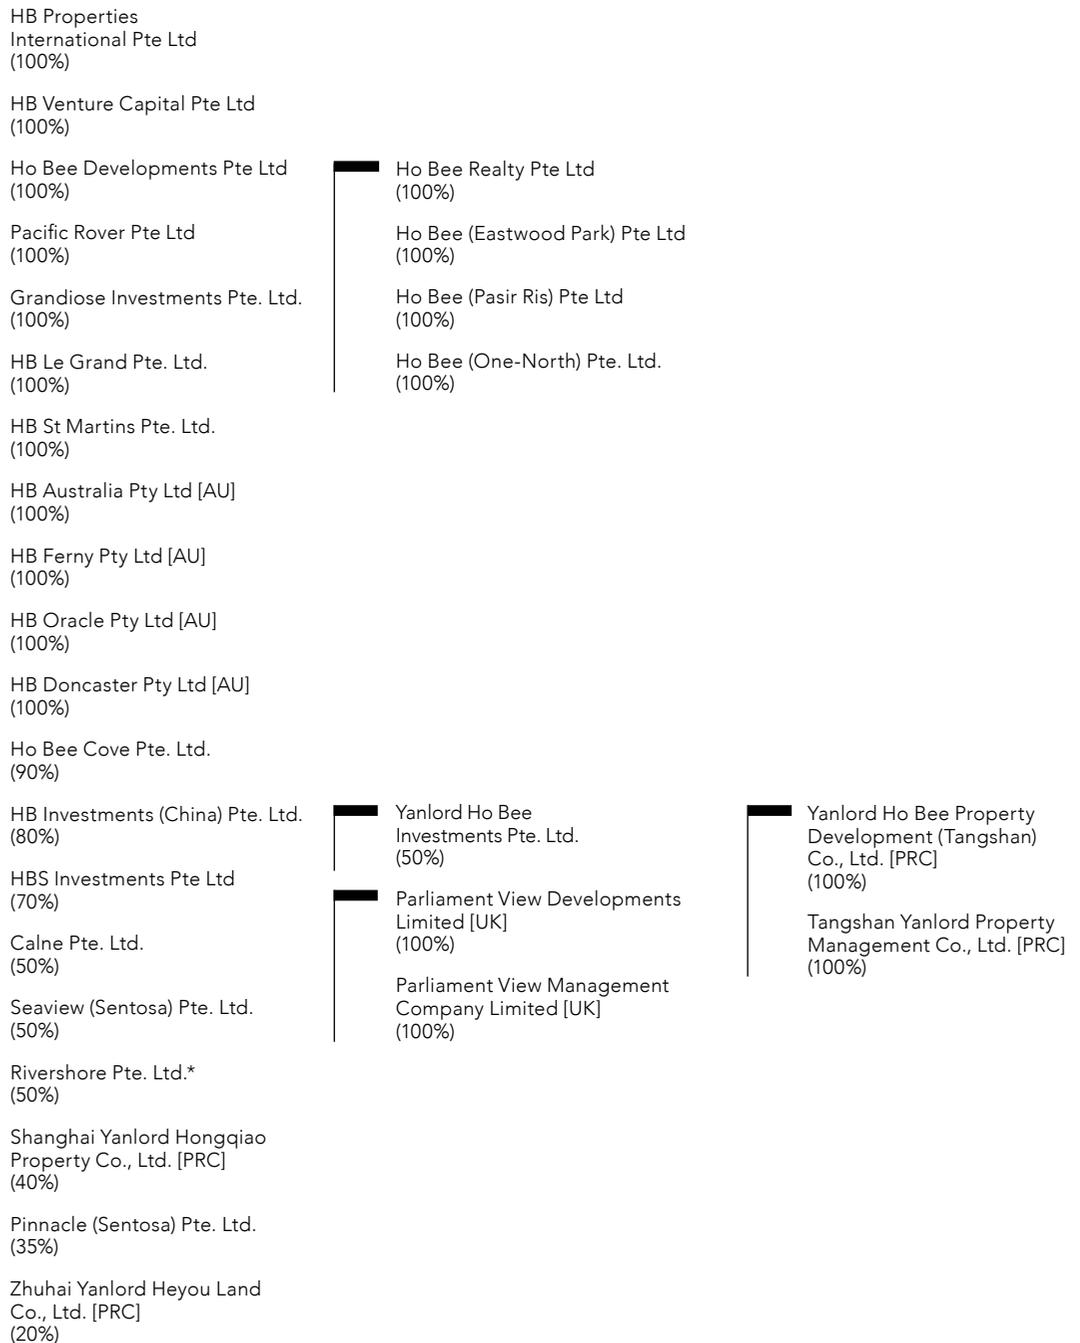 HB Properties
International Pte Ltd
(100%)
HB Venture Capital Pte Ltd
(100%)
Ho Bee Developments Pte Ltd
(100%)
Pacific Rover Pte Ltd
(100%)
Grandiose Investments Pte. Ltd.
(100%)
HB Le Grand Pte. Ltd.
(100%)
HB St Martins Pte. Ltd.
(100%)
HB Australia Pty Ltd [AU]
(100%)
HB Ferny Pty Ltd [AU]
(100%)
HB Oracle Pty Ltd [AU]
(100%)
HB Doncaster Pty Ltd [AU]
(100%)
Ho Bee Cove Pte. Ltd.
(90%)
HB Investments (China) Pte. Ltd.
(80%)
HBS Investments Pte Ltd
(70%)
Calne Pte. Ltd.
(50%)
Seaview (Sentosa) Pte. Ltd.
(50%)
Rivershore Pte. Ltd.*
(50%)
Shanghai Yanlord Hongqiao
Property Co., Ltd. [PRC]
(40%)
Pinnacle (Sentosa) Pte. Ltd.
(35%)
Zhuhai Yanlord Heyou Land
Co., Ltd. [PRC]
(20%)
Ho Bee Realty Pte Ltd
(100%)
Ho Bee (Eastwood Park) Pte Ltd
(100%)
Ho Bee (Pasir Ris) Pte Ltd
(100%)
Ho Bee (One-North) Pte. Ltd.
(100%)
Yanlord Ho Bee
Investments Pte. Ltd.
(50%)
Parliament View Developments
Limited [UK]
(100%)
Parliament View Management
Company Limited [UK]
(100%)
Yanlord Ho Bee Property
Development (Tangshan)
Co., Ltd. [PRC]
(100%)
Tangshan Yanlord Property
Management Co., Ltd. [PRC]
(100%)